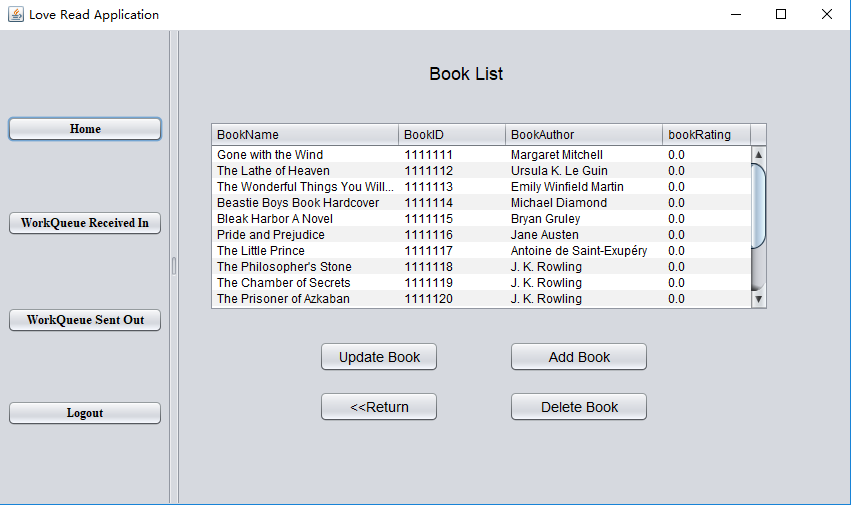 Love Read Application
Home
WorkQueue Received In
WorkQueue Sent Out
Logout
Book List
BookName BookID BookAuthor bookRating
Gone with the Wind 1111111 Margaret Mitchell 0.0
The Lathe of Heaven 1111112 Ursula K. Le Guin 0.0
The Wonderful Things You Will... 1111113 Emily Winfield Martin 0.0
Beastie Boys Book Hardcover 1111114 Michael Diamond 0.0
Bleak Harbor A Novel 1111115 Bryan Gruley 0.0
Pride and Prejudice 1111116 Jane Austen 0.0
The Little Prince 1111117 Antoine de Saint-Exupéry 0.0
The Philosopher's Stone 1111118 J. K. Rowling 0.0
The Chamber of Secrets 1111119 J. K. Rowling 0.0
The Prisoner of Azkaban 1111120 J. K. Rowling 0.0
Update Book Add Book
<<Return Delete Book